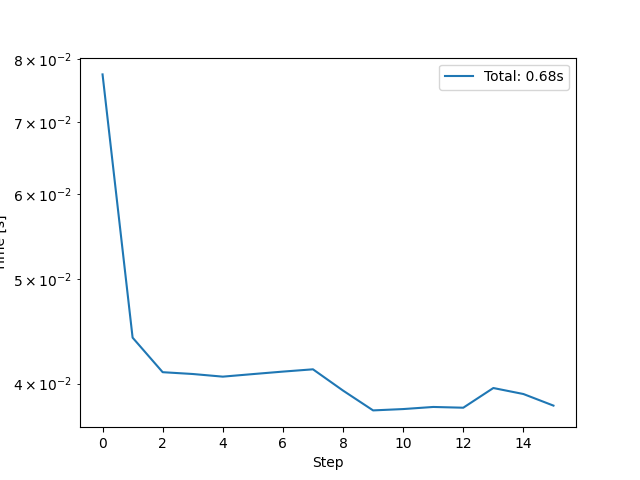 Total: 0.68s
8 × 10⁻²
7 × 10⁻²
6 × 10⁻²
5 × 10⁻²
4 × 10⁻²
[s]
0 2 4 6 8 10 12 14
Step